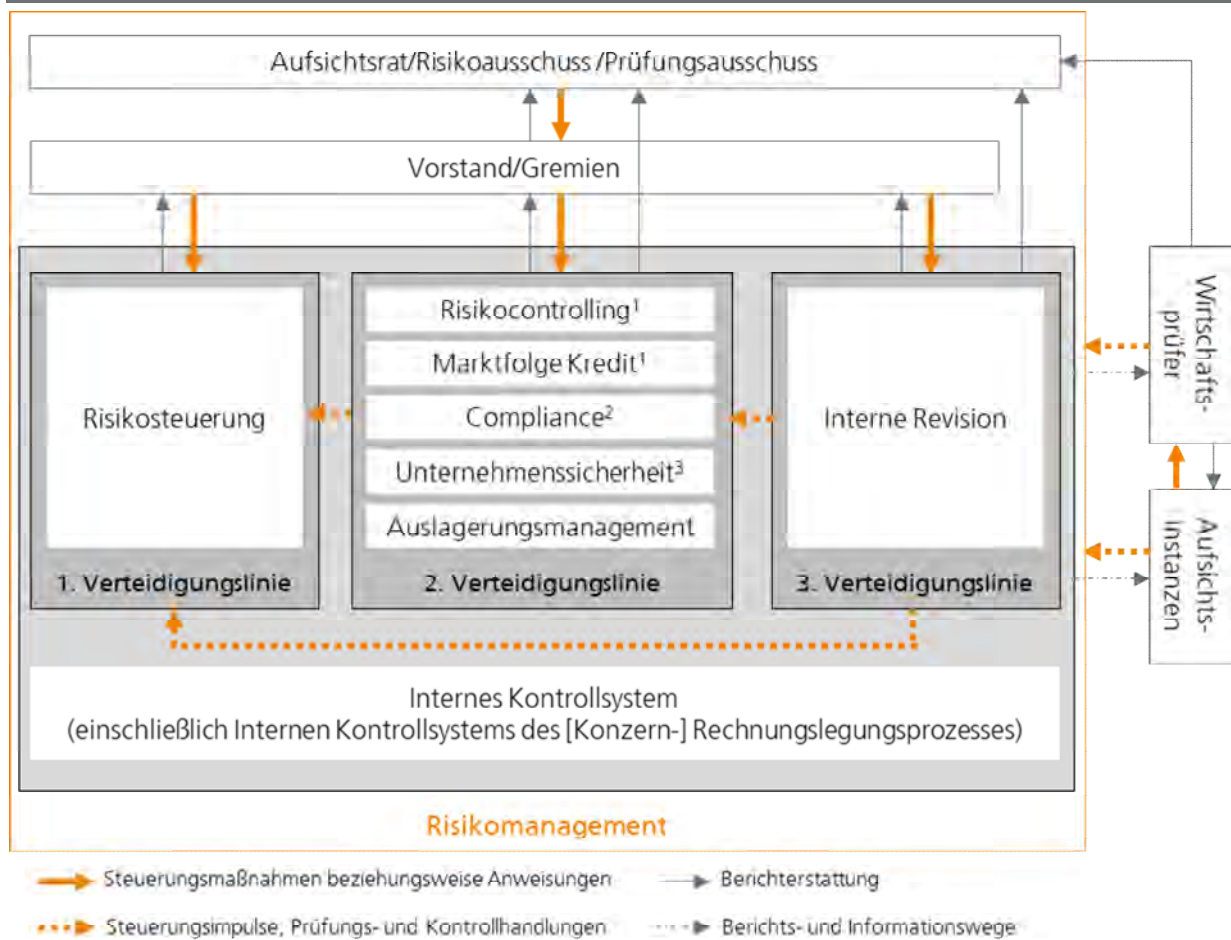 Aufsichtsrat/Risikoausschuss/Prüfungsausschuss
Vorstand/Gremien
Risikosteuerung
1. Verteidigungslinie
Risikocontrolling¹
Marktfolge Kredit¹
Compliance²
Unternehmenssicherheit³
Auslagerungsmanagement
2. Verteidigungslinie
Interne Revision
3. Verteidigungslinie
Wirtschafts-
prüfer
Aufsichts-
instanzen
Internes Kontrollsystem
(einschließlich Internen Kontrollsystems des [Konzern-] Rechnungslegungsprozesses)
Risikomanagement
Steuerungsmaßnahmen beziehungsweise Anweisungen
Berichterstattung
Steuerungsimpulse, Prüfungs- und Kontrollhandlungen
Berichts- und Informationswege